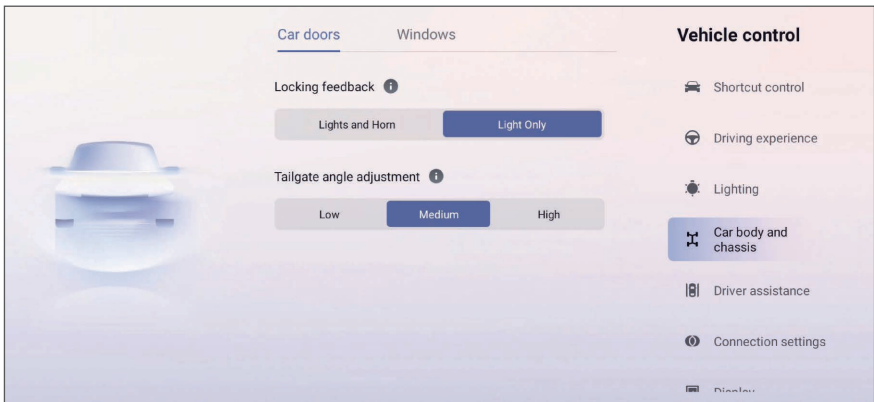 Car doors
Windows
Vehicle control
Locking feedback
Lights and Horn
Light Only
Tailgate angle adjustment
Low
Medium
High
Shortcut control
Driving experience
Lighting
Car body and
chassis
Driver assistance
Connection settings
Display